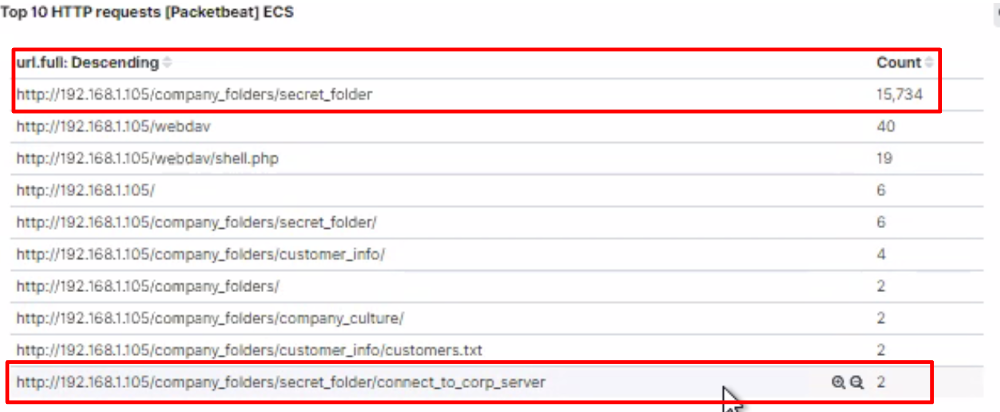 Top 10 HTTP requests [Packetbeat] ECS
url.full: Descending Count
http://192.168.1.105/company_folders/secret_folder 15,734
http://192.168.1.105/webdav 40
http://192.168.1.105/webdav/shell.php 19
http://192.168.1.105/ 6
http://192.168.1.105/company_folders/secret_folder/ 6
http://192.168.1.105/company_folders/customer_info/ 4
http://192.168.1.105/company_folders/ 2
http://192.168.1.105/company_folders/company_culture/ 2
http://192.168.1.105/company_folders/customer_info/customers.txt 2
http://192.168.1.105/company_folders/secret_folder/connect_to_corp_server 2